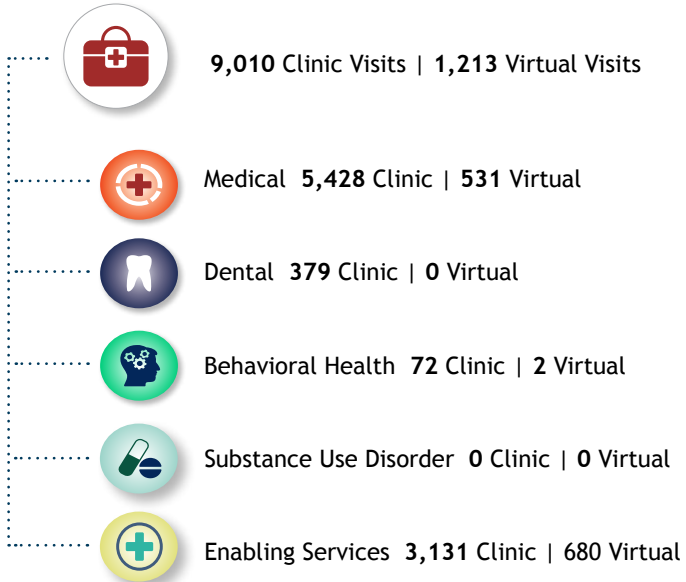 9,010 Clinic Visits | 1,213 Virtual Visits
Medical 5,428 Clinic | 531 Virtual
Dental 379 Clinic | 0 Virtual
Behavioral Health 72 Clinic | 2 Virtual
Substance Use Disorder 0 Clinic | 0 Virtual
Enabling Services 3,131 Clinic | 680 Virtual